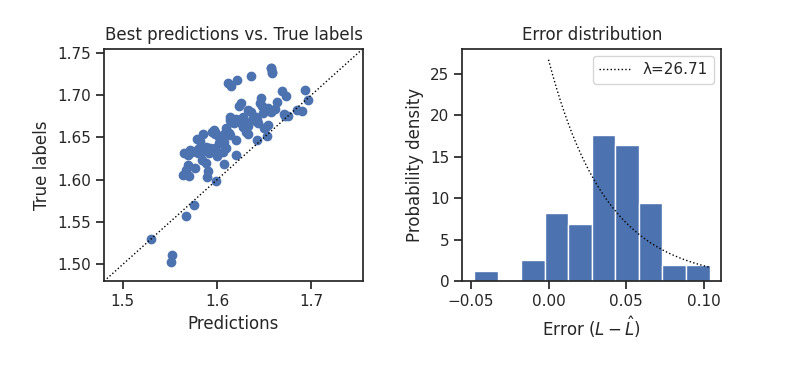 Best predictions vs. True labels
1.75
1.70
1.65
1.60
1.55
1.50
True labels
1.5 1.6 1.7
Predictions
Error distribution
λ=26.71
25
20
15
10
5
0
Probability density
−0.05 0.00 0.05 0.10
Error (L − L̂)